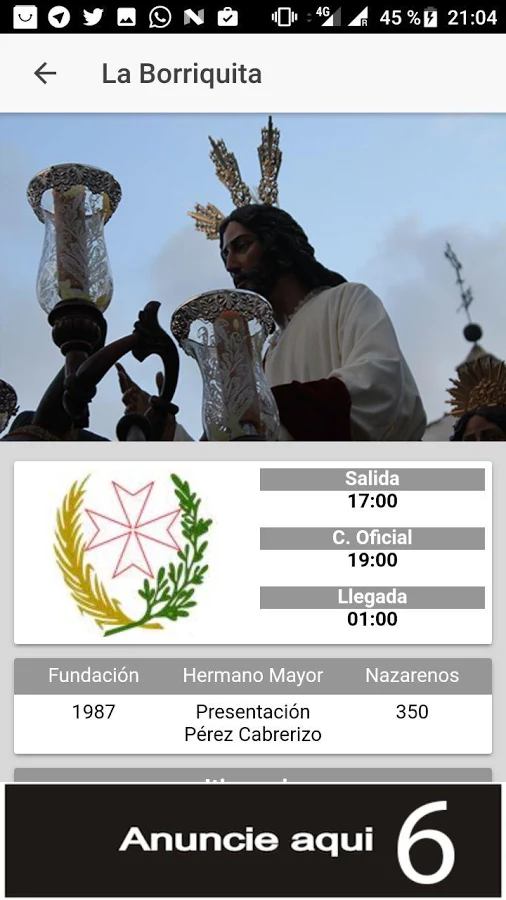 4G
R
45 %
21:04
La Borriquita
Salida
17:00
C. Oficial
19:00
Llegada
01:00
Fundación Hermano Mayor Nazarenos
1987 Presentación 350
Pérez Cabrerizo
Anuncie aqui 6